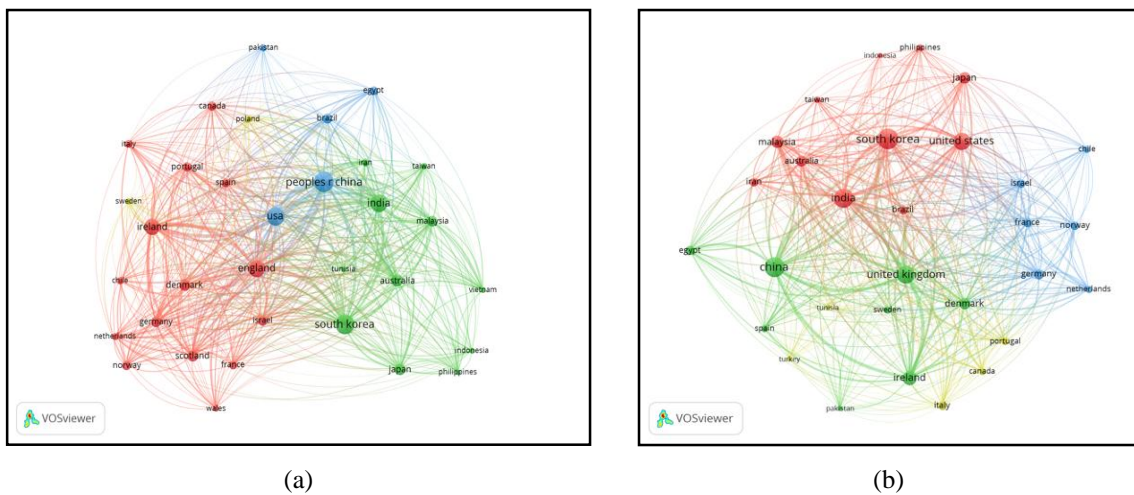 pakistan
egypt
canada
poland
brazil
italy
iran
taiwan
portugal
spain
peoples r china
sweden
india
usa
malaysia
ireland
england
tunisia
chile
denmark
australia
vietnam
germany
israel
south korea
netherlands
scotland
indonesia
norway
france
japan
philippines
wales
VOSviewer
(a)
philippines
indonesia
japan
taiwan
malaysia
south korea
united states
australia
chile
iran
israel
india
brazil
france
norway
egypt
china
united kingdom
germany
netherlands
denmark
tunisia
sweden
spain
portugal
turkey
canada
ireland
pakistan
italy
VOSviewer
(b)